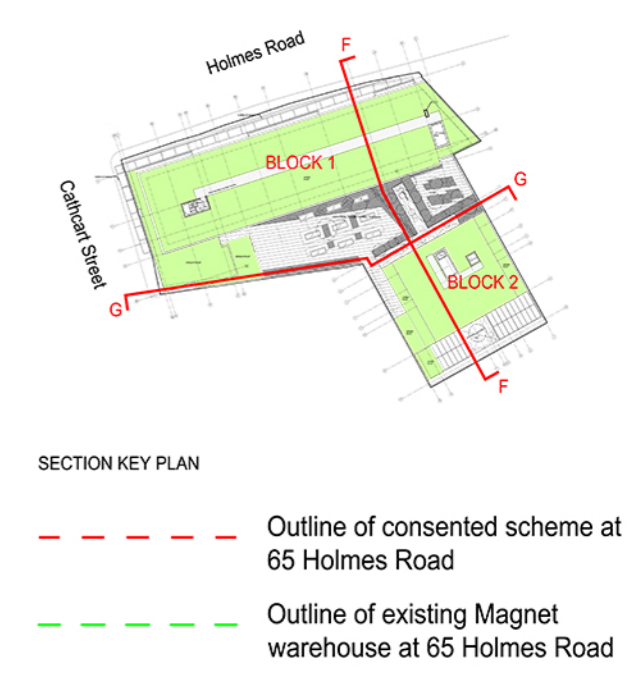 Holmes Road
F
BLOCK 1
G
Cathcart Street
BLOCK 2
G
F
SECTION KEY PLAN
Outline of consented scheme at
65 Holmes Road
Outline of existing Magnet
warehouse at 65 Holmes Road